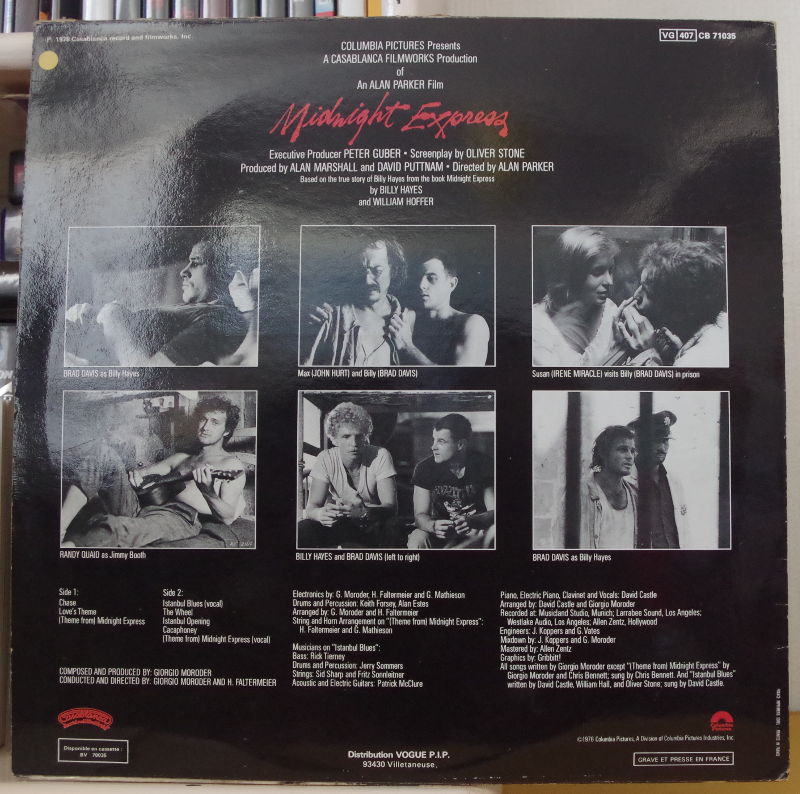 P. 1978 Casablanca record and filmworks, Inc.
VG 407 CB 71035
COLUMBIA PICTURES Presents
A CASABLANCA FILMWORKS Production
of
An ALAN PARKER Film
Midnight Express
Executive Producer PETER GUBER • Screenplay by OLIVER STONE
Produced by ALAN MARSHALL and DAVID PUTTNAM • Directed by ALAN PARKER
Based on the true story of Billy Hayes from the book Midnight Express
by BILLY HAYES
and WILLIAM HOFFER
BRAD DAVIS as Billy Hayes
Max (JOHN HURT) and Billy (BRAD DAVIS)
Susan (IRENE MIRACLE) visits Billy (BRAD DAVIS) in prison
RANDY QUAID as Jimmy Booth
BILLY HAYES and BRAD DAVIS (left to right)
BRAD DAVIS as Billy Hayes
Side 1:
Chase
Love's Theme
(Theme from) Midnight Express
Side 2:
Istanbul Blues (vocal)
The Wheel
Istanbul Opening
Cacaphoney
(Theme from) Midnight Express (vocal)
COMPOSED AND PRODUCED BY: GIORGIO MORODER
CONDUCTED AND DIRECTED BY: GIORGIO MORODER AND H. FALTERMEIER
Electronics by: G. Moroder, H. Faltermeier and G. Mathieson
Drums and Percussion: Keith Forsey, Alan Estes
Arranged by: G. Moroder and H. Faltermeier
String and Horn Arrangement on "(Theme from) Midnight Express":
H. Faltermeier and G. Mathieson
Musicians on "Istanbul Blues":
Bass: Rick Tierney
Drums and Percussion: Jerry Sommers
Strings: Sid Sharp and Fritz Sonnleitner
Acoustic and Electric Guitars: Patrick McClure
Piano, Electric Piano, Clavinet and Vocals: David Castle
Arranged by: David Castle and Giorgio Moroder
Recorded at: Musicland Studio, Munich; Larrabee Sound, Los Angeles;
Westlake Audio, Los Angeles; Allen Zentz, Hollywood
Engineers: J. Koppers and G. Vates
Mixdown by: J. Koppers and G. Moroder
Mastered by: Allen Zentz
Graphics by: Gribbitt!
All songs written by Giorgio Moroder except "(Theme from) Midnight Express" by
Giorgio Moroder and Chris Bennett; sung by Chris Bennett. And "Istanbul Blues"
written by David Castle, William Hall, and Oliver Stone; sung by David Castle.
Casablanca
Columbia
Pictures
©1978 Columbia Pictures, A Division of Columbia Pictures Industries, Inc.
Disponible en cassette :
BV 76035
Distribution VOGUE P.I.P.
93430 Villetaneuse,
GRAVE ET PRESSE EN FRANCE